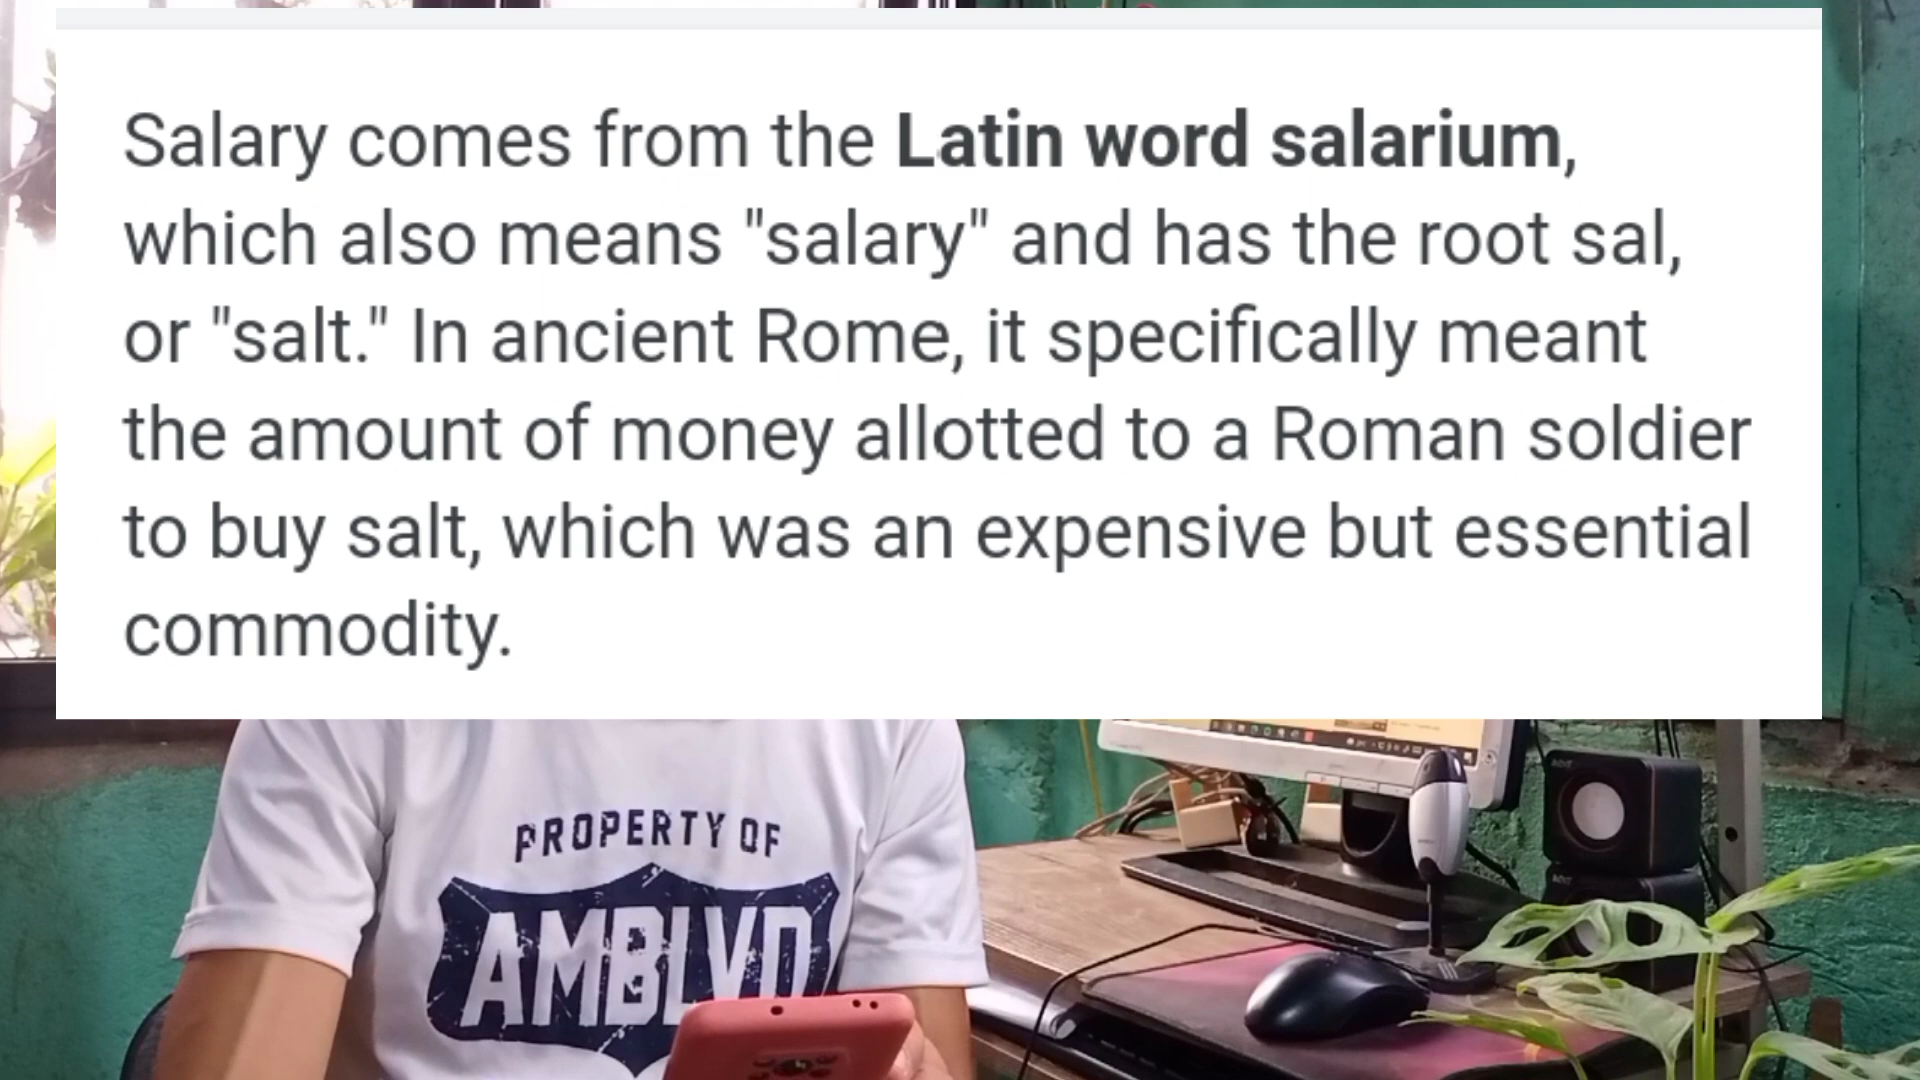 Salary comes from the Latin word salarium,
which also means "salary" and has the root sal,
or "salt." In ancient Rome, it specifically meant
the amount of money allotted to a Roman soldier
to buy salt, which was an expensive but essential
commodity.
PROPERTY OF
AMBLVD